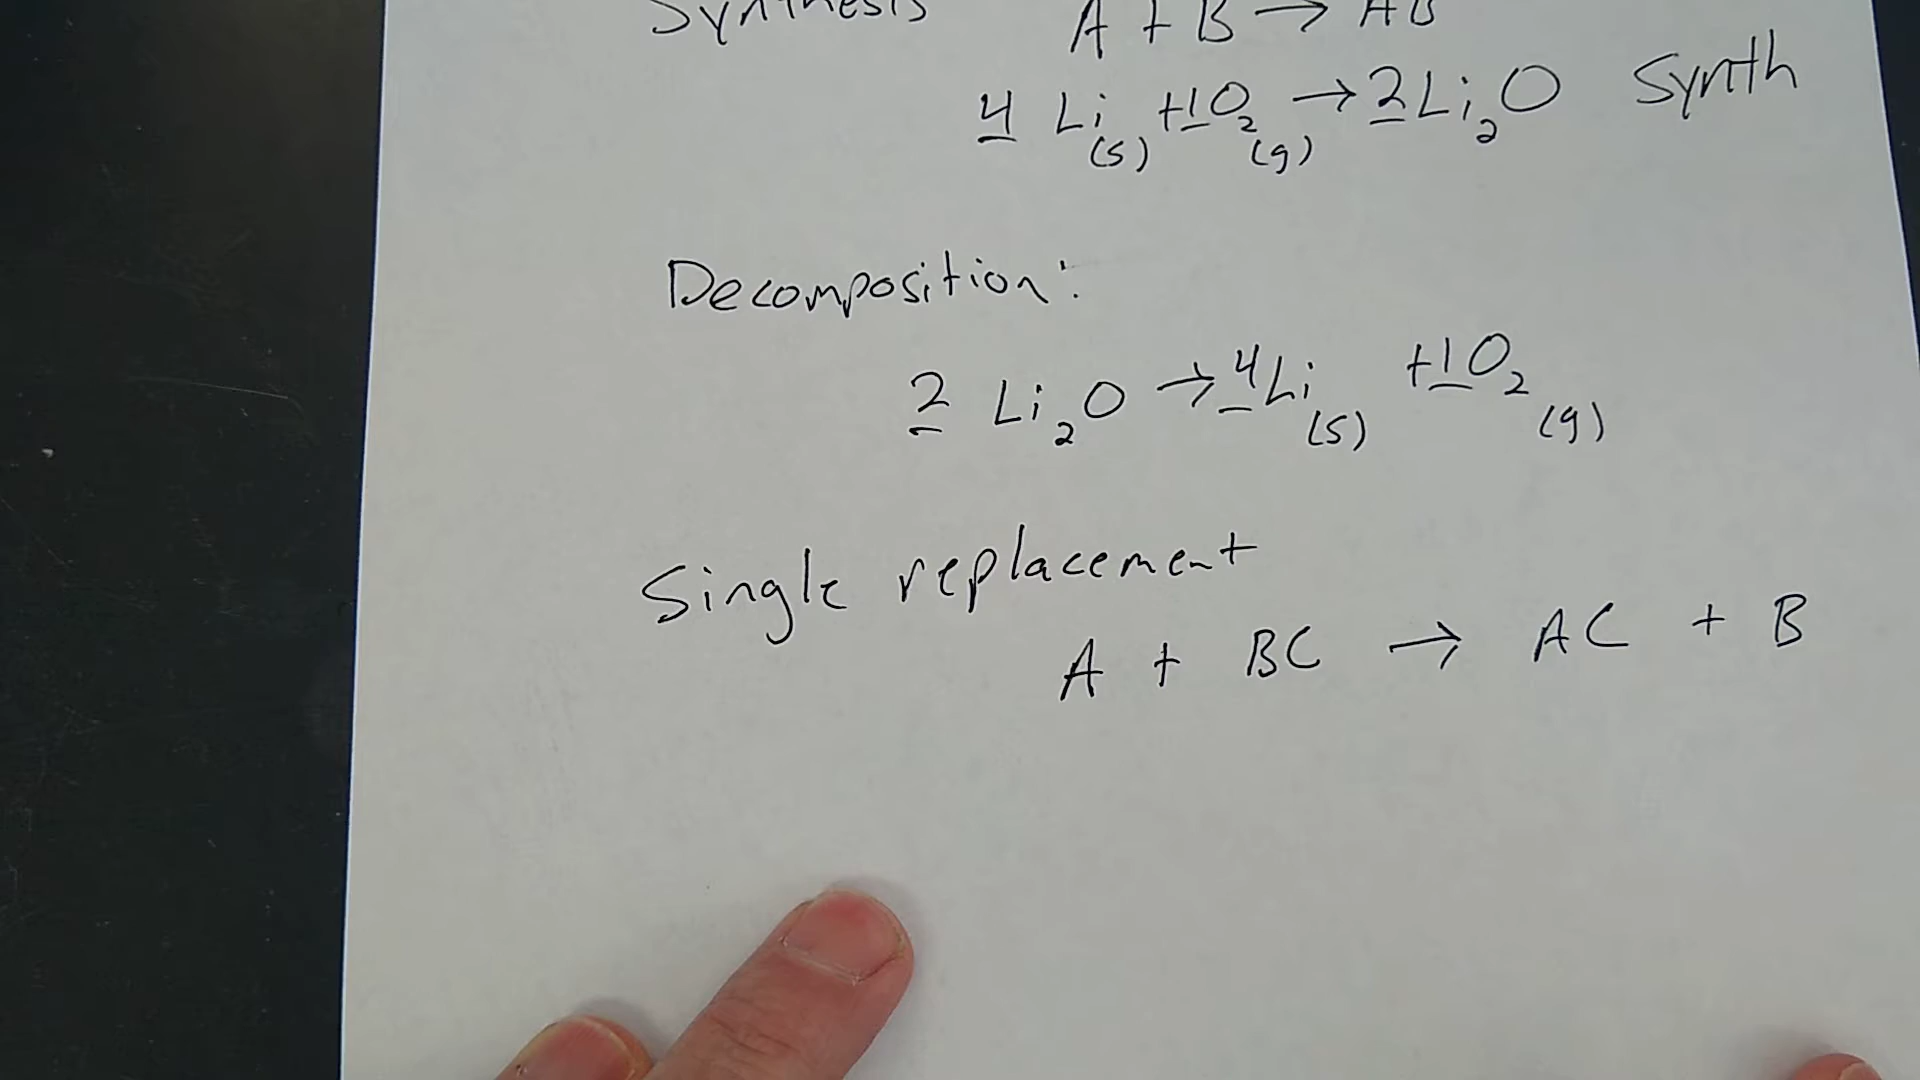 Synthesis A + B → AB
4 Li(s) + 1 O₂(g) → 2 Li₂O Synth
Decomposition:
2 Li₂O → 4 Li(s) + 1 O₂(g)
Single replacement
A + BC → AC + B